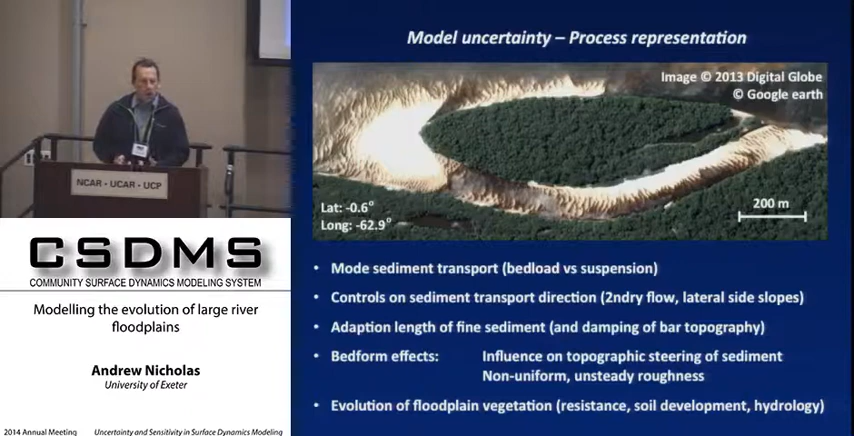 Model uncertainty – Process representation
Image © 2013 Digital Globe
© Google earth
Lat: -0.6°
Long: -62.9°
200 m
• Mode sediment transport (bedload vs suspension)
• Controls on sediment transport direction (2ndry flow, lateral side slopes)
• Adaption length of fine sediment (and damping of bar topography)
• Bedform effects: Influence on topographic steering of sediment
Non-uniform, unsteady roughness
• Evolution of floodplain vegetation (resistance, soil development, hydrology)
NCAR - UCAR - UCP
CSDMS
COMMUNITY SURFACE DYNAMICS MODELING SYSTEM
Modelling the evolution of large river
floodplains
Andrew Nicholas
University of Exeter
2014 Annual Meeting Uncertainty and Sensitivity in Surface Dynamics Modeling